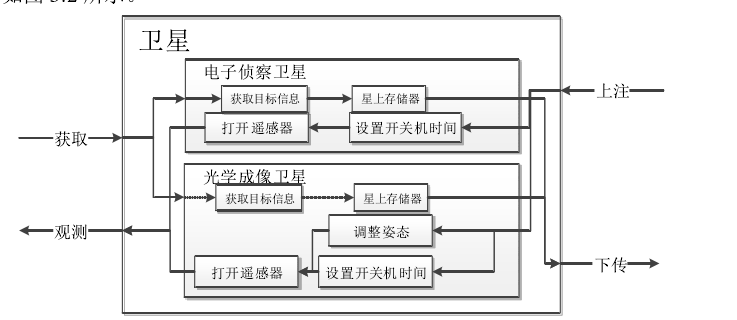 如图 3.2 所示。
卫星
电子侦察卫星
获取目标信息
星上存储器
上注
打开遥感器
设置开关机时间
获取
光学成像卫星
获取目标信息
星上存储器
观测
调整姿态
打开遥感器
设置开关机时间
下传